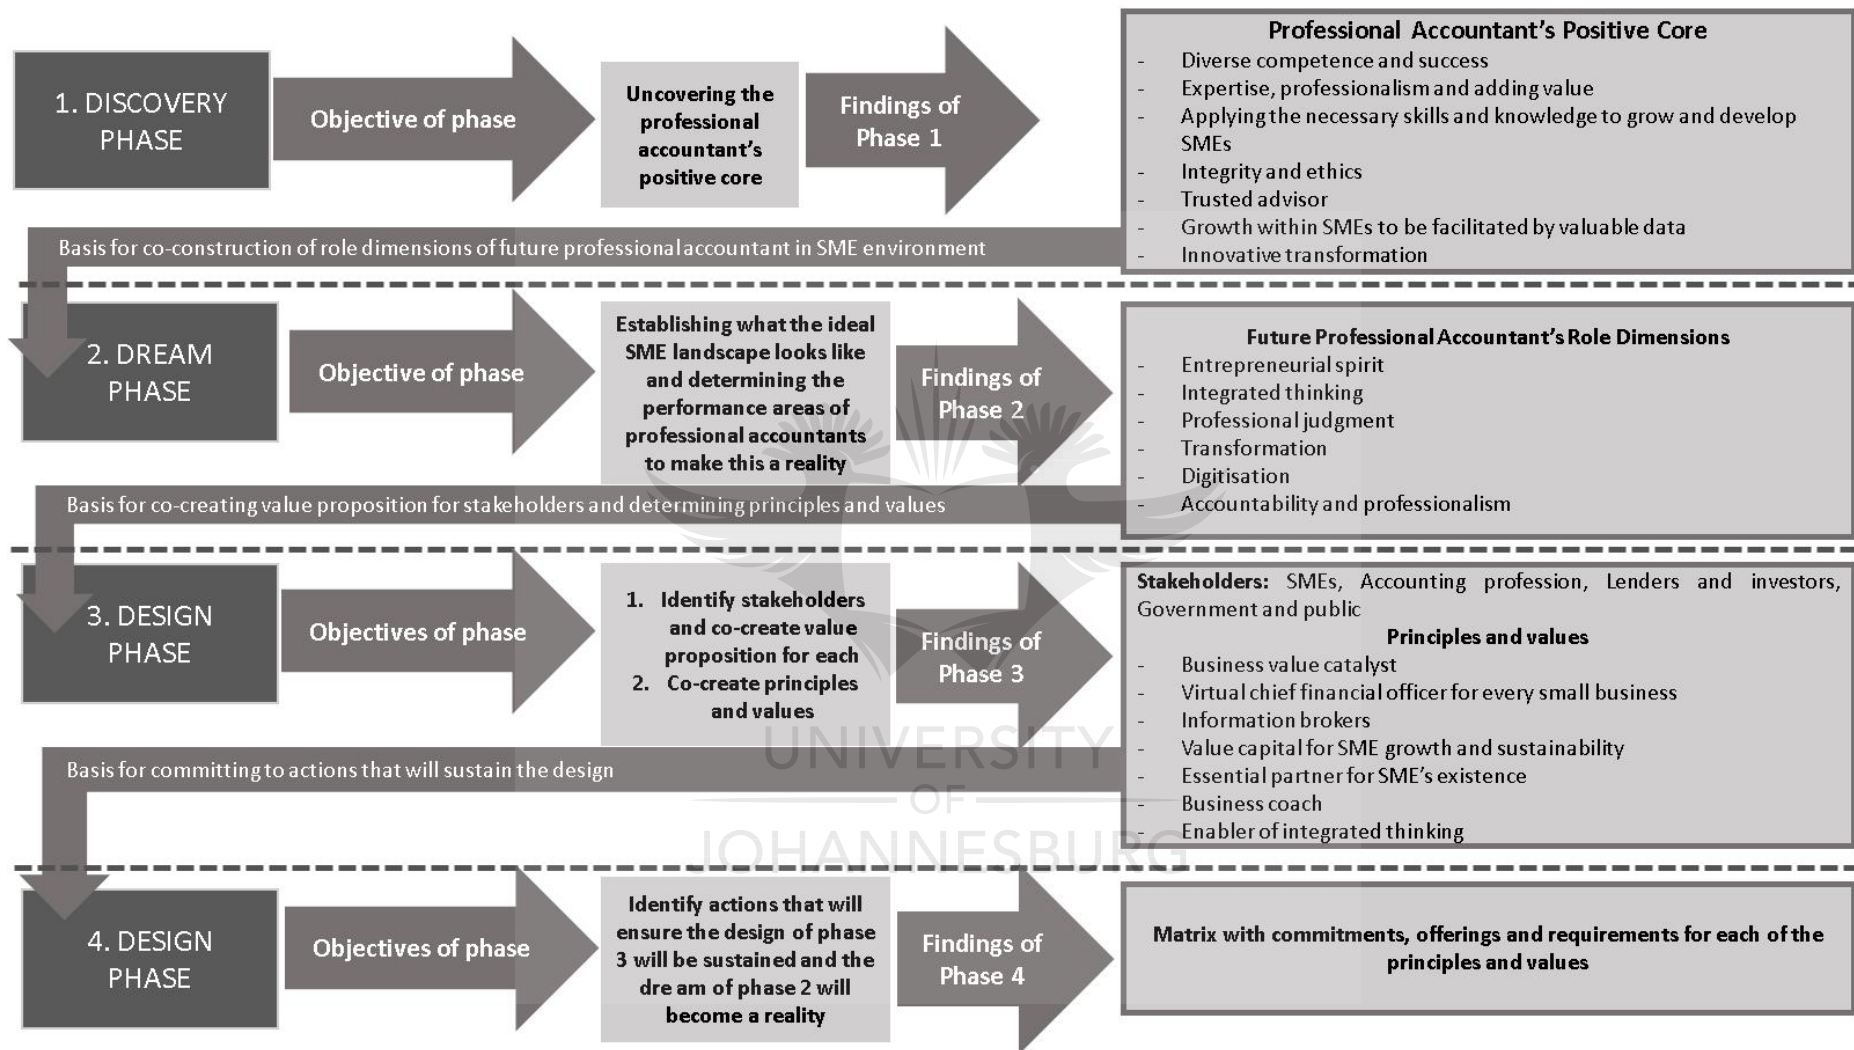 1. DISCOVERY
PHASE
Objective of phase
Uncovering the
professional
accountant's
positive core
Findings of
Phase 1
Professional Accountant's Positive Core
- Diverse competence and success
- Expertise, professionalism and adding value
- Applying the necessary skills and knowledge to grow and develop
SMEs
- Integrity and ethics
- Trusted advisor
- Growth within SMEs to be facilitated by valuable data
- Innovative transformation
Basis for co-construction of role dimensions of future professional accountant in SME environment
2. DREAM
PHASE
Objective of phase
Establishing what the ideal
SME landscape looks like
and determining the
performance areas of
professional accountants
to make this a reality
Findings of
Phase 2
Future Professional Accountant's Role Dimensions
- Entrepreneurial spirit
- Integrated thinking
- Professional judgment
- Transformation
- Digitisation
- Accountability and professionalism
Basis for co-creating value proposition for stakeholders and determining principles and values
3. DESIGN
PHASE
Objectives of phase
1. Identify stakeholders
and co-create value
proposition for each
2. Co-create principles
and values
Findings of
Phase 3
Stakeholders: SMEs, Accounting profession, Lenders and investors,
Government and public
Principles and values
- Business value catalyst
- Virtual chief financial officer for every small business
- Information brokers
- Value capital for SME growth and sustainability
- Essential partner for SME's existence
- Business coach
- Enabler of integrated thinking
Basis for committing to actions that will sustain the design
UNIVERSITY
OF
JOHANNESBURG
4. DESIGN
PHASE
Objectives of phase
Identify actions that will
ensure the design of phase
3 will be sustained and the
dream of phase 2 will
become a reality
Findings of
Phase 4
Matrix with commitments, offerings and requirements for each of the
principles and values